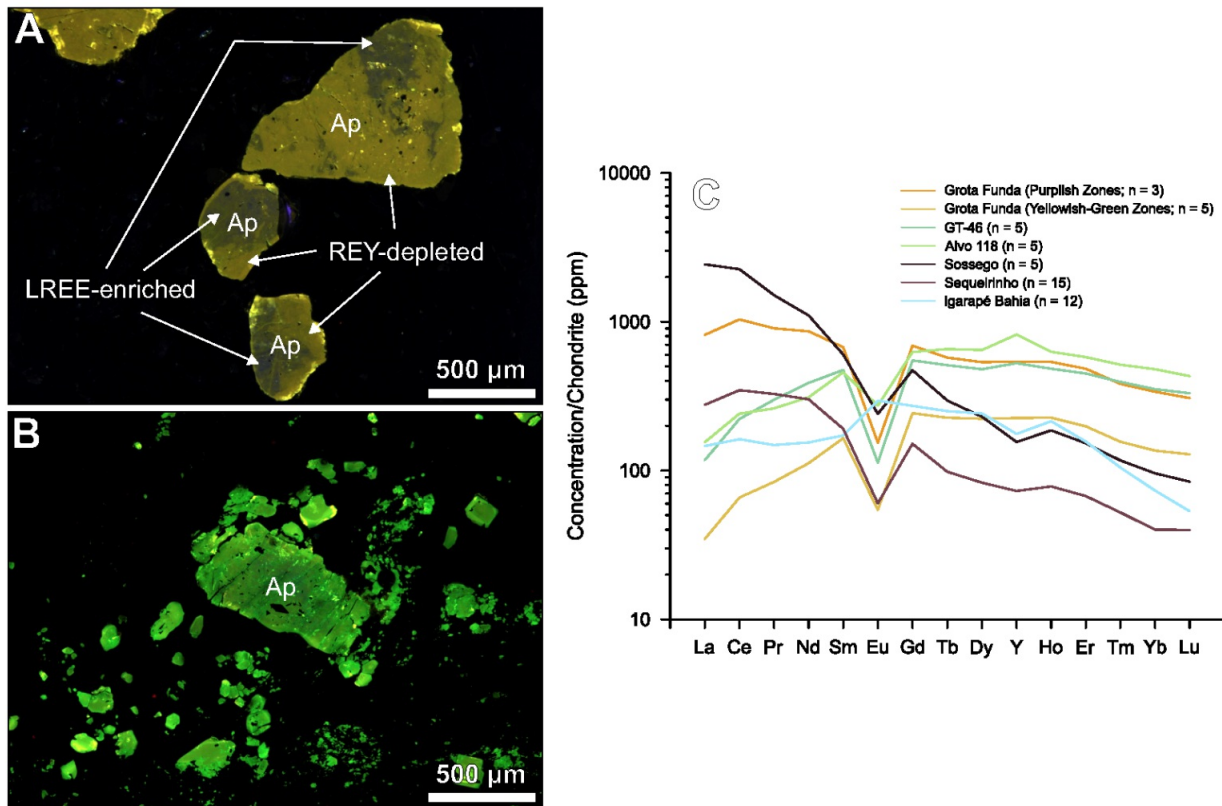 A
Ap
Ap
LREE-enriched
REY-depleted
Ap
500 µm
B
Ap
500 µm
C
Concentration/Chondrite (ppm)
10000
1000
100
10
Grota Funda (Purplish Zones; n = 3)
Grota Funda (Yellowish-Green Zones; n = 5)
GT-46 (n = 5)
Alvo 118 (n = 5)
Sossego (n = 5)
Sequeirinho (n = 15)
Igarapé Bahia (n = 12)
La Ce Pr Nd Sm Eu Gd Tb Dy Y Ho Er Tm Yb Lu